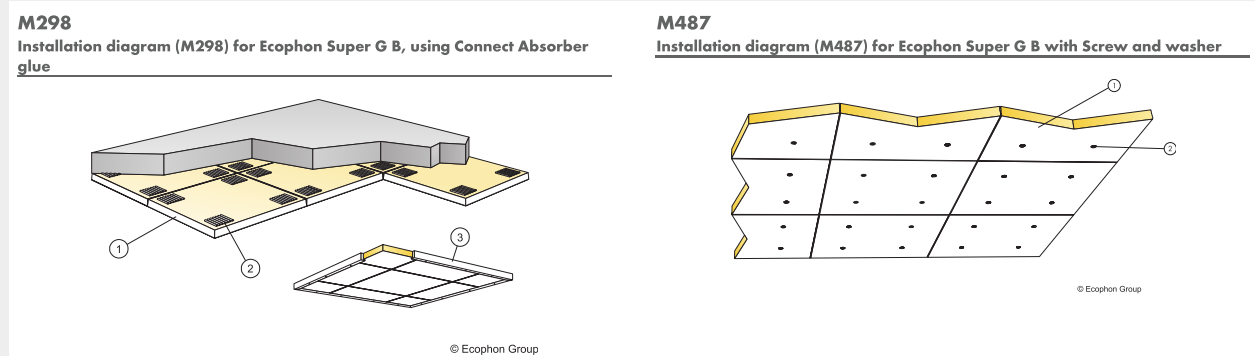 M298
Installation diagram (M298) for Ecophon Super G B, using Connect Absorber
glue
1
2
3
© Ecophon Group
M487
Installation diagram (M487) for Ecophon Super G B with Screw and washer
1
2
© Ecophon Group